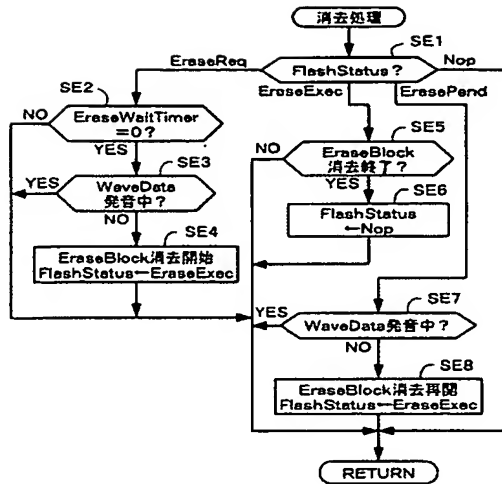 消去処理
SE1
FlashStatus？
EraseReq
Nop
EraseExec
ErasePend
SE2
NO
EraseWaitTimer
＝0？
YES
SE3
YES
WaveData
発音中？
NO
SE4
EraseBlock消去開始
FlashStatus←EraseExec
SE5
NO
EraseBlock
消去終了？
YES
SE6
FlashStatus
←Nop
SE7
YES
WaveData発音中？
NO
SE8
EraseBlock消去再開
FlashStatus←EraseExec
RETURN